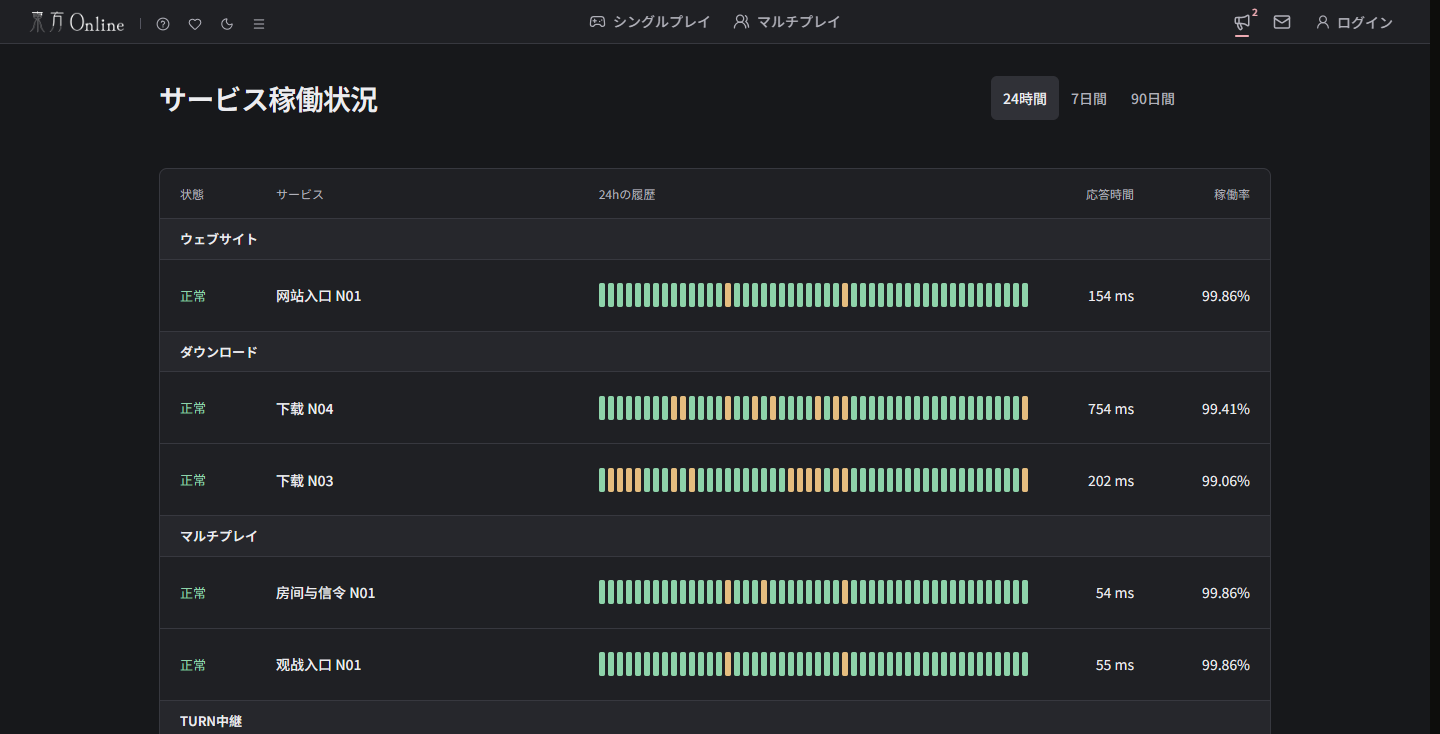 東方Online
シングルプレイ
マルチプレイ
2
ログイン
サービス稼働状況
24時間 7日間 90日間
状態 サービス 24hの履歴 応答時間 稼働率
ウェブサイト
正常 网站入口 N01 154 ms 99.86%
ダウンロード
正常 下载 N04 754 ms 99.41%
正常 下载 N03 202 ms 99.06%
マルチプレイ
正常 房间与信令 N01 54 ms 99.86%
正常 观战入口 N01 55 ms 99.86%
TURN中継